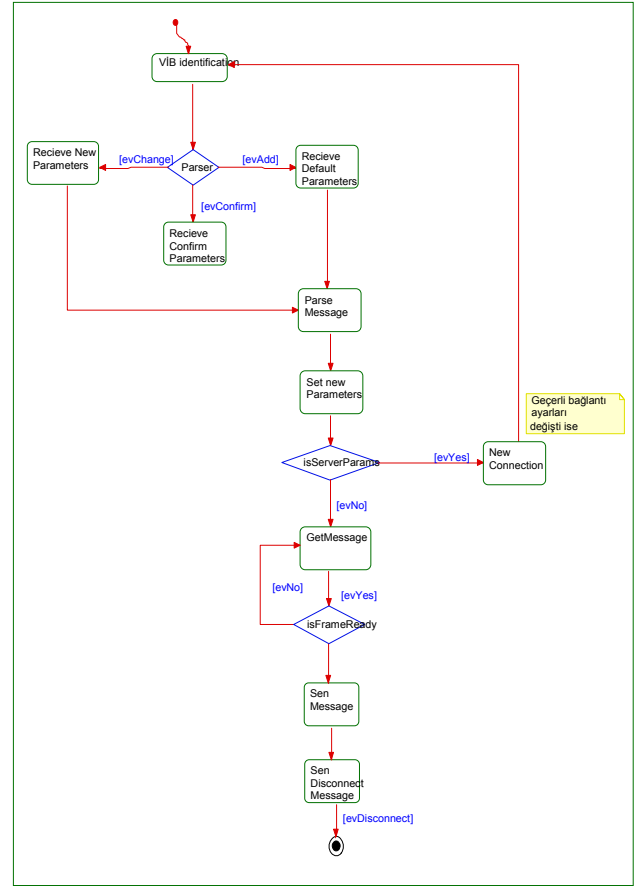 VİB identification
Recieve New
Parameters
[evChange]
Parser
[evAdd]
Recieve
Default
Parameters
[evConfirm]
Recieve
Confirm
Parameters
Parse
Message
Set new
Parameters
Geçerli bağlantı
ayarları
değişti ise
isServerParams
[evYes]
New
Connection
[evNo]
GetMessage
[evNo]
[evYes]
isFrameReady
Sen
Message
Sen
Disconnect
Message
[evDisconnect]